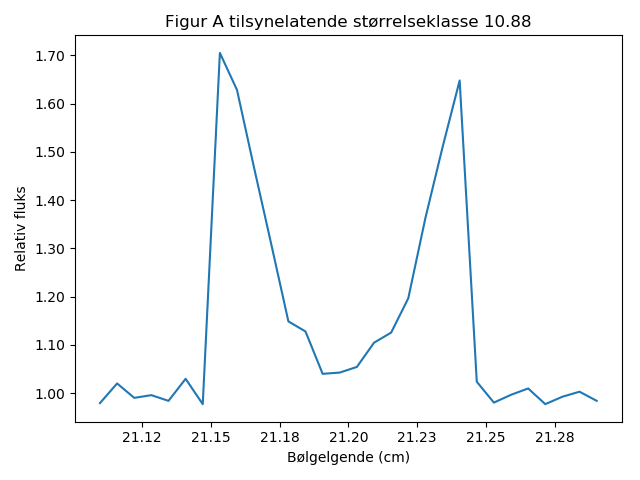 Figur A tilsynelatende størrelseklasse 10.88
1.70
1.60
1.50
1.40
1.30
1.20
1.10
1.00
Relativ fluks
21.12 21.15 21.18 21.20 21.23 21.25 21.28
Bølgelgende (cm)